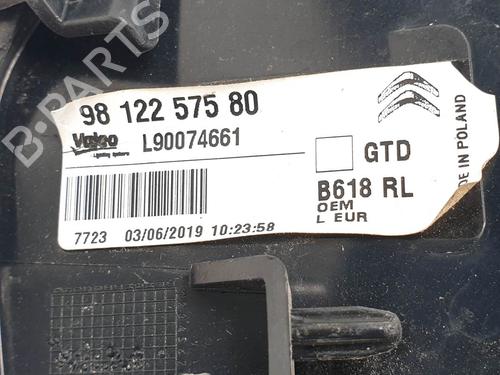 B-PARTS
98 122 575 80
Valeo
Lighting Systems
L90074661
GTD
B618 RL
OEM
L EUR
7723 03/06/2019 10:23:58
DE IN POLAND